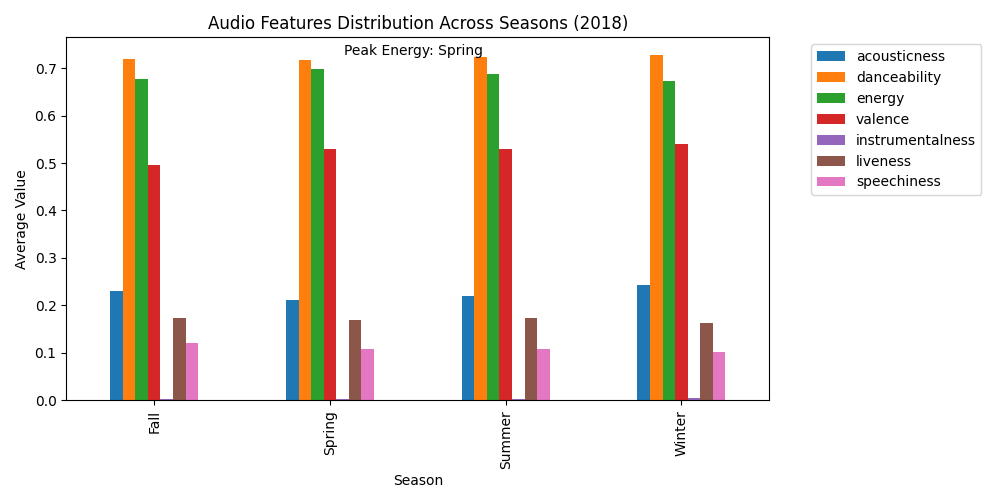 Audio Features Distribution Across Seasons (2018)
Peak Energy: Spring
acousticness
danceability
energy
valence
instrumentalness
liveness
speechiness
Average Value
0.7
0.6
0.5
0.4
0.3
0.2
0.1
0.0
Fall
Spring
Summer
Winter
Season